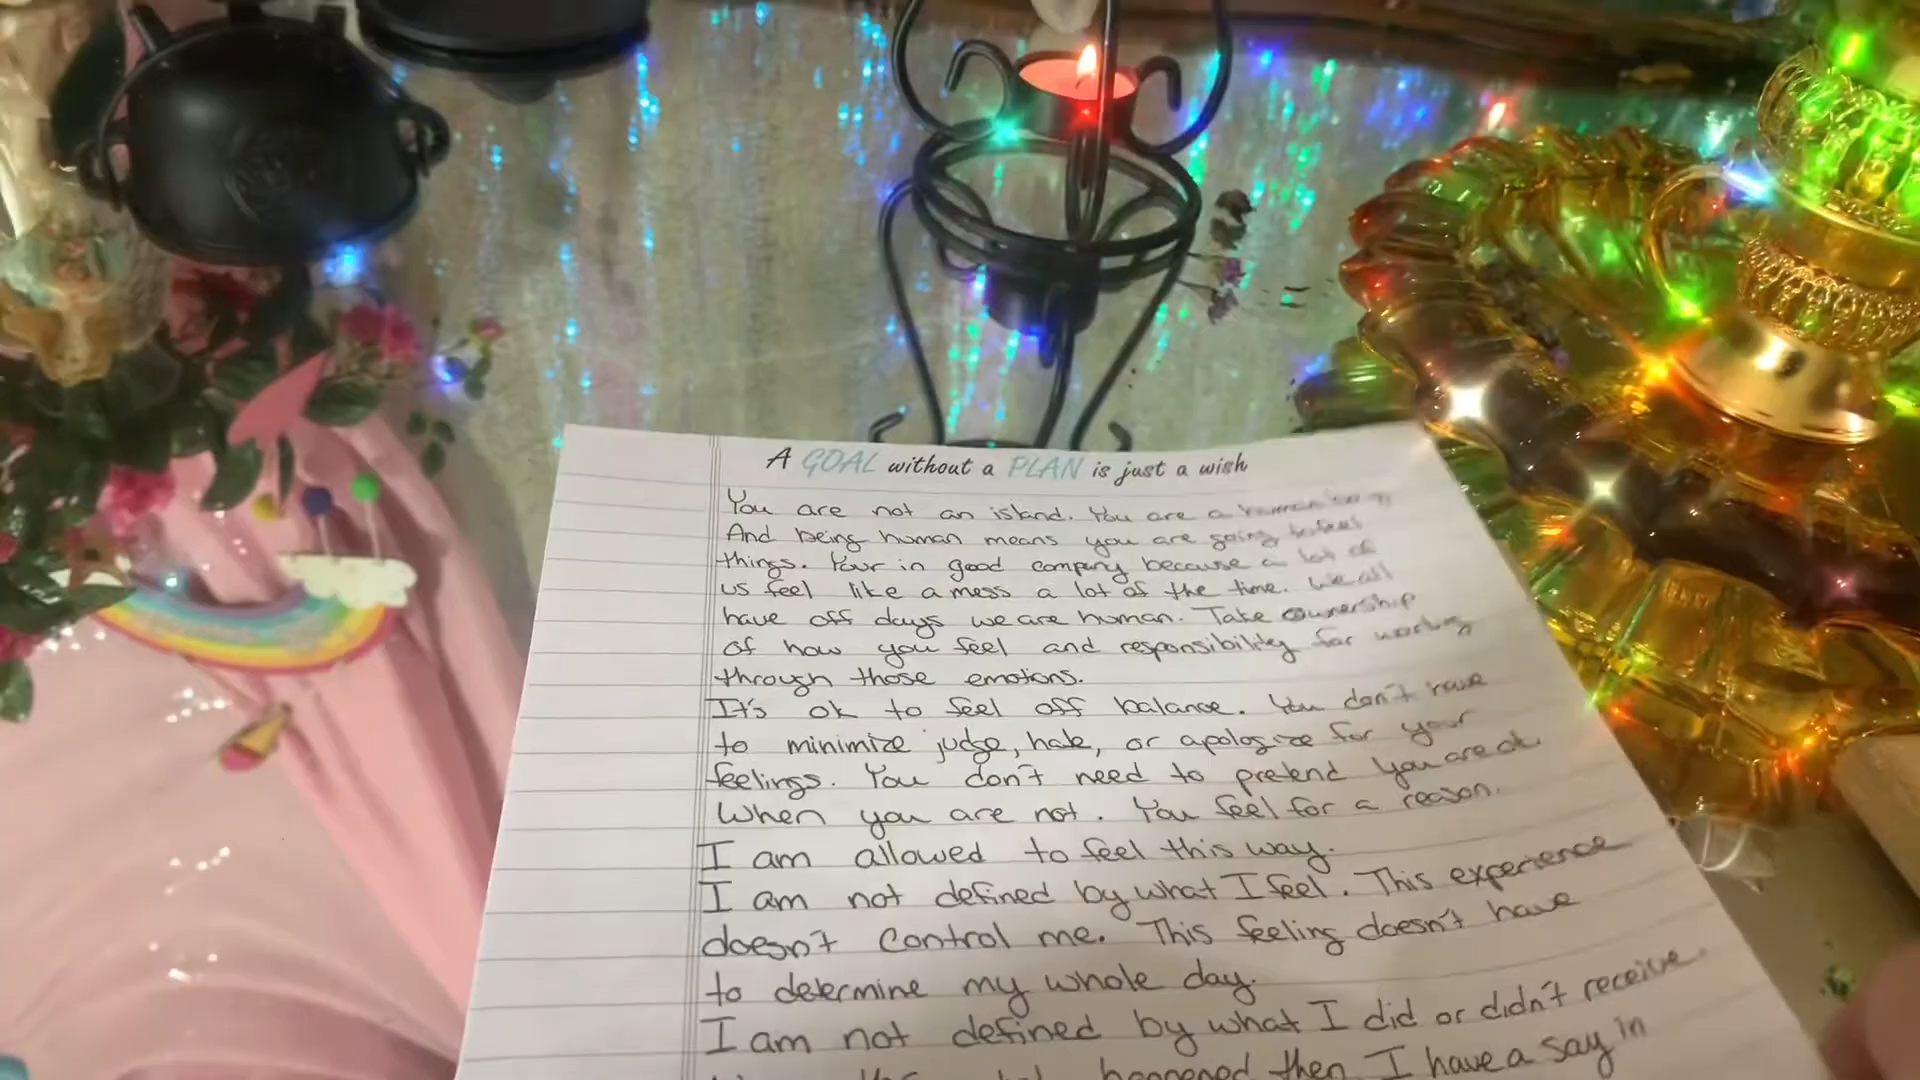 A GOAL without a PLAN is just a wish
You are not an island. You are a human being
And being human means you are going to feel
things. Your in good company because a lot of
us feel like a mess a lot of the time. We all
have off days we are human. Take ownership
of how you feel and responsibility for working
through those emotions.
It's ok to feel off balance. You don't have
to minimize judge, hate, or apologize for your
feelings. You don't need to pretend you are ok
When you are not. You feel for a reason.
I am allowed to feel this way.
I am not defined by what I feel. This experience
doesn't control me. This feeling doesn't have
to determine my whole day.
I am not defined by what I did or didn't receive
happened then I have a say in